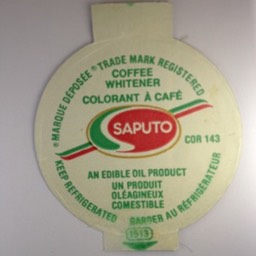 ® MARQUE DEPOSEE ® TRADE MARK REGISTERED
COFFEE
WHITENER
COLORANT À CAFÉ
SAPUTO
COR 143
AN EDIBLE OIL PRODUCT
UN PRODUIT
OLÉAGINEUX
COMESTIBLE
KEEP REFRIGERATED
GARDER AU RÉFRIGÉRATEUR